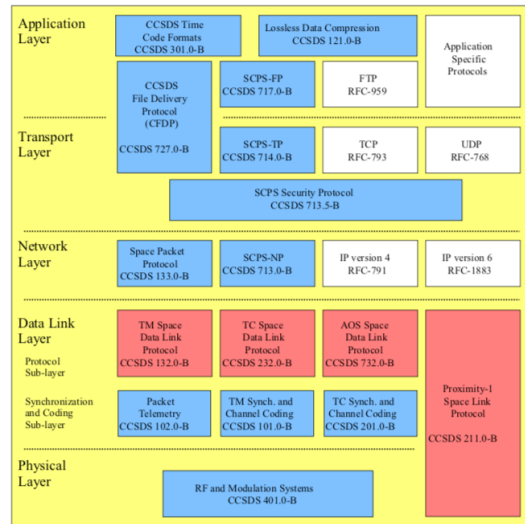 Application
Layer
CCSDS Time
Code Formats
CCSDS 301.0-B
Lossless Data Compression
CCSDS 121.0-B
Application
Specific
Protocols
CCSDS
File Delivery
Protocol
(CFDP)
CCSDS 727.0-B
SCPS-FP
CCSDS 717.0-B
FTP
RFC-959
Transport
Layer
SCPS-TP
CCSDS 714.0-B
TCP
RFC-793
UDP
RFC-768
SCPS Security Protocol
CCSDS 713.5-B
Network
Layer
Space Packet
Protocol
CCSDS 133.0-B
SCPS-NP
CCSDS 713.0-B
IP version 4
RFC-791
IP version 6
RFC-1883
Data Link
Layer
Protocol
Sub-layer
TM Space
Data Link
Protocol
CCSDS 132.0-B
TC Space
Data Link
Protocol
CCSDS 232.0-B
AOS Space
Data Link
Protocol
CCSDS 732.0-B
Proximity-1
Space Link
Protocol
CCSDS 211.0-B
Synchronization
and Coding
Sub-layer
Packet
Telemetry
CCSDS 102.0-B
TM Synch. and
Channel Coding
CCSDS 101.0-B
TC Synch. and
Channel Coding
CCSDS 201.0-B
Physical
Layer
RF and Modulation Systems
CCSDS 401.0-B